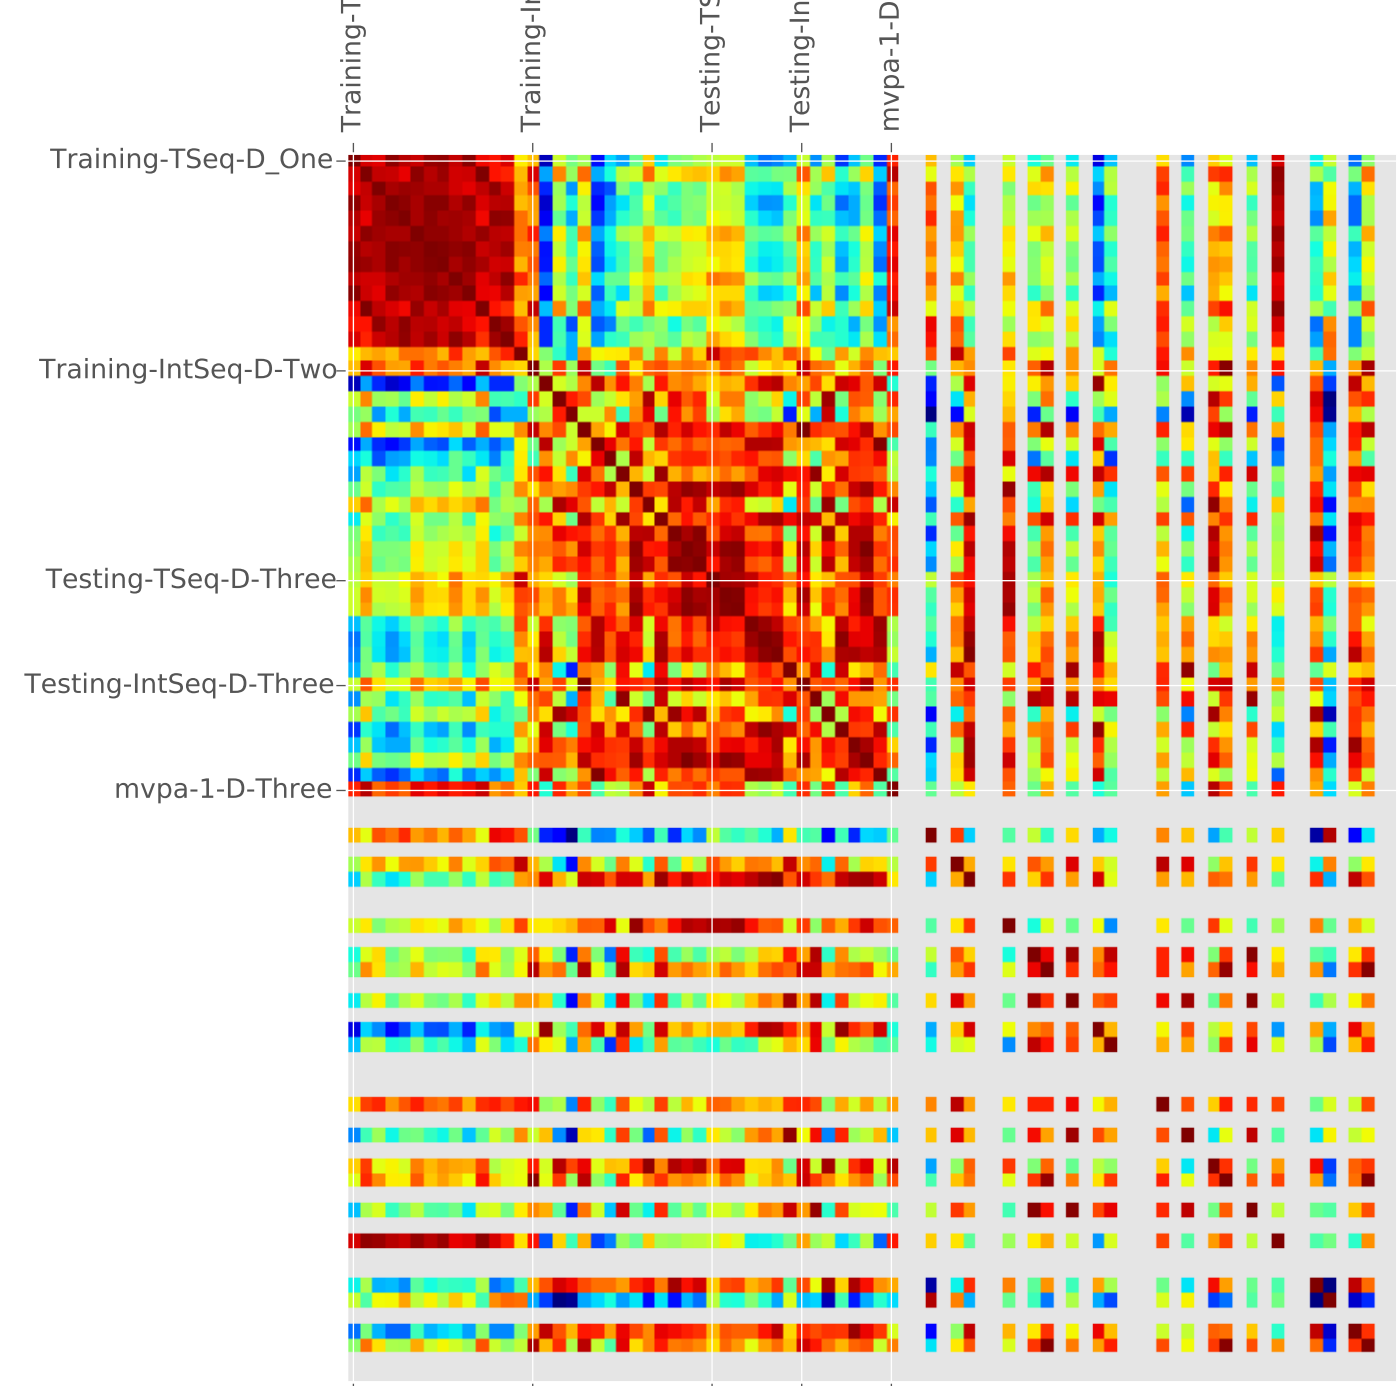 Training-T
Training-I
Testing-TS
Testing-In
mvpa-1-D
Training-TSeq-D_One
Training-IntSeq-D-Two
Testing-TSeq-D-Three
Testing-IntSeq-D-Three
mvpa-1-D-Three